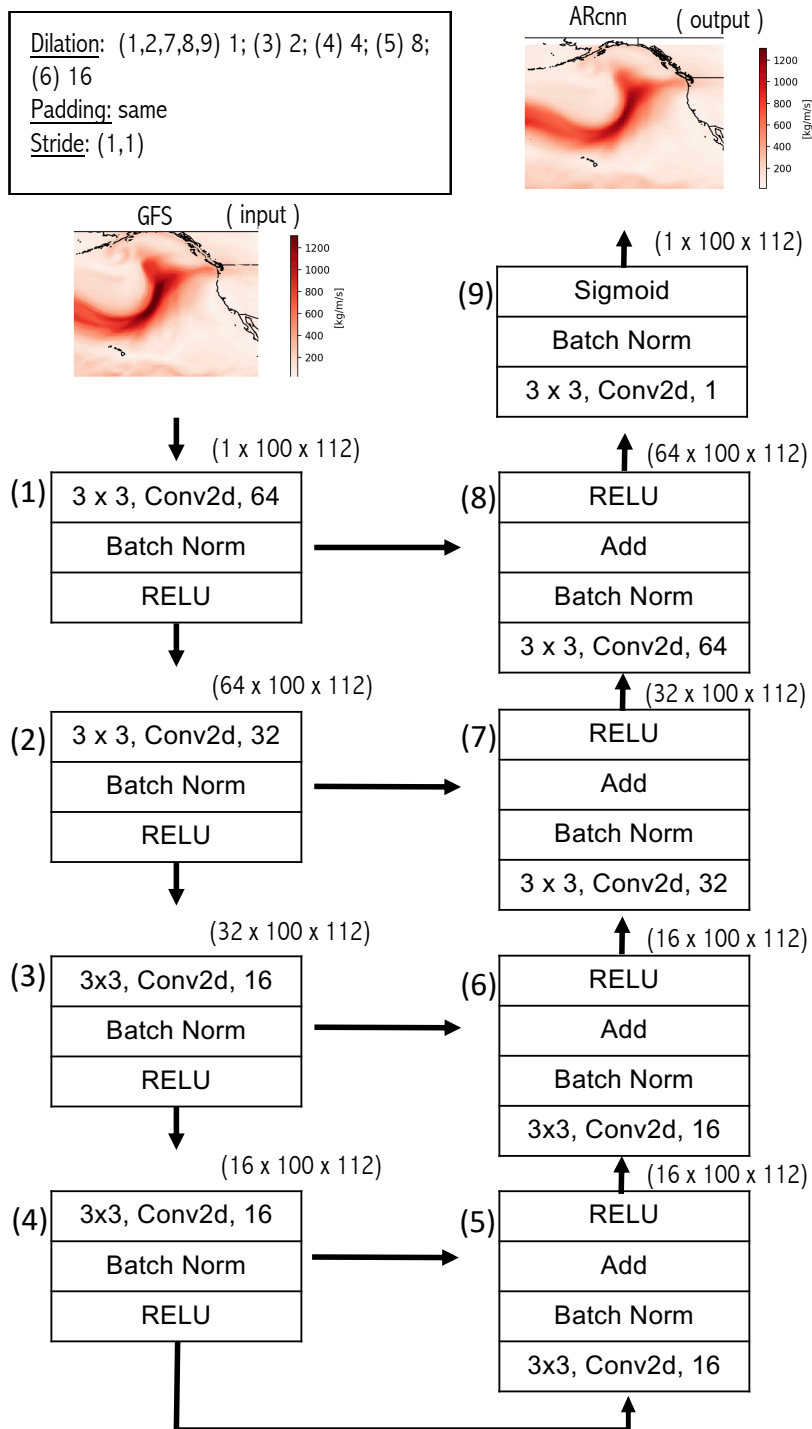 Dilation: (1,2,7,8,9) 1; (3) 2; (4) 4; (5) 8;
(6) 16
Padding: same
Stride: (1,1)
GFS ( input )
1200
1000
800
600
400
200
[kg/m/s]
(1 x 100 x 112)
(1)
3 x 3, Conv2d, 64
Batch Norm
RELU
(64 x 100 x 112)
(2)
3 x 3, Conv2d, 32
Batch Norm
RELU
(32 x 100 x 112)
(3)
3x3, Conv2d, 16
Batch Norm
RELU
(16 x 100 x 112)
(4)
3x3, Conv2d, 16
Batch Norm
RELU
ARcnn ( output )
1200
1000
800
600
400
200
[kg/m/s]
(1 x 100 x 112)
(9)
Sigmoid
Batch Norm
3 x 3, Conv2d, 1
(64 x 100 x 112)
(8)
RELU
Add
Batch Norm
3 x 3, Conv2d, 64
(32 x 100 x 112)
(7)
RELU
Add
Batch Norm
3 x 3, Conv2d, 32
(16 x 100 x 112)
(6)
RELU
Add
Batch Norm
3x3, Conv2d, 16
(16 x 100 x 112)
(5)
RELU
Add
Batch Norm
3x3, Conv2d, 16